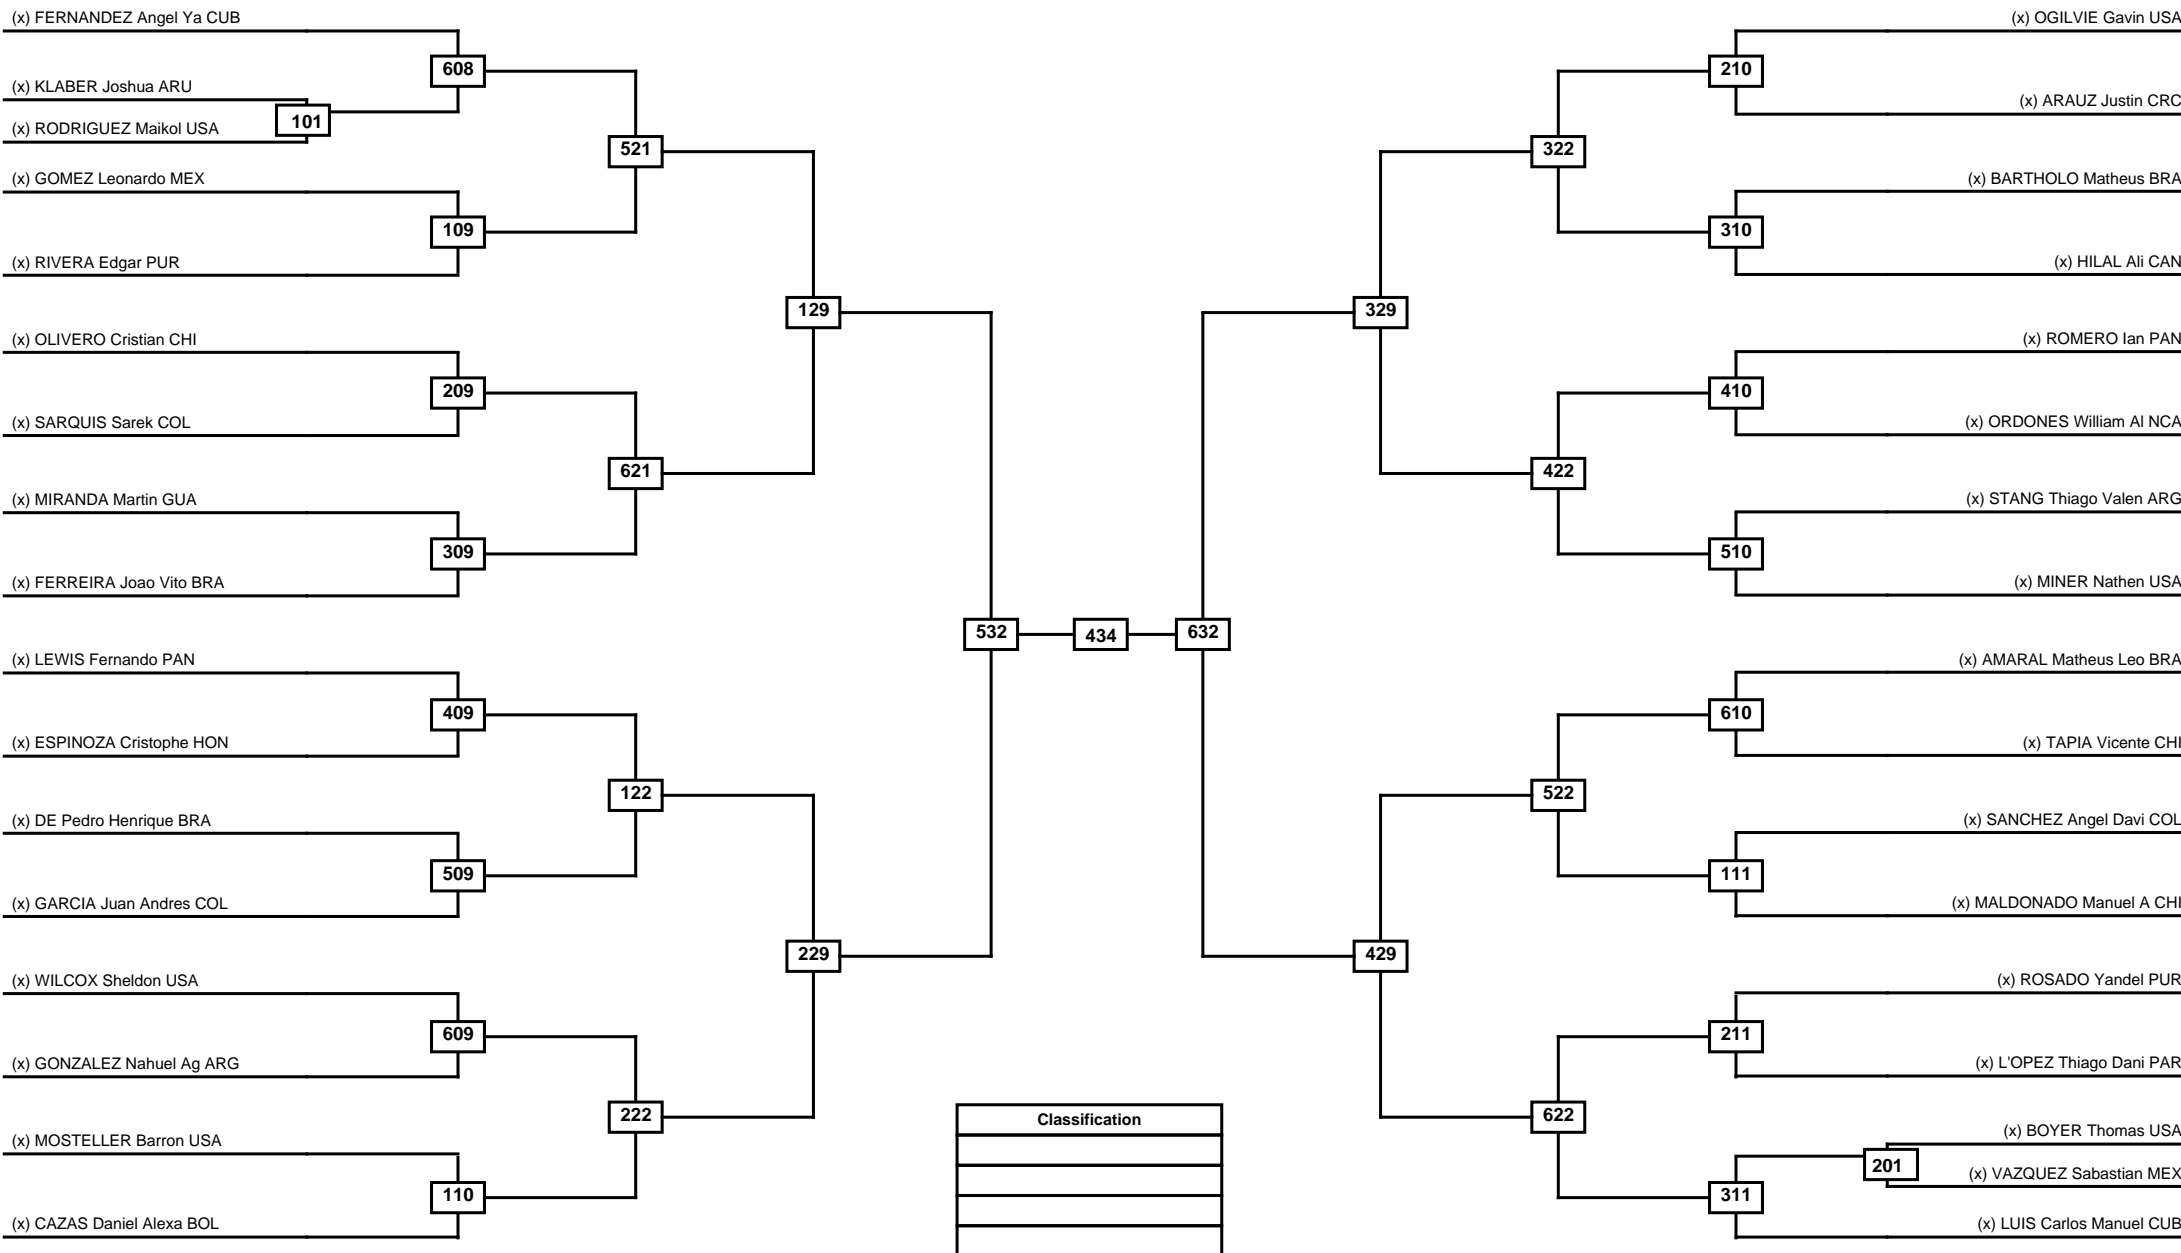 (x) FERNANDEZ Angel Ya CUB
608
(x) KLABER Joshua ARU
101
(x) RODRIGUEZ Maikol USA
521
(x) GOMEZ Leonardo MEX
109
(x) RIVERA Edgar PUR
129
(x) OLIVERO Cristian CHI
209
(x) SARQUIS Sarek COL
621
(x) MIRANDA Martin GUA
309
(x) FERREIRA Joao Vito BRA
532
434
632
(x) LEWIS Fernando PAN
409
(x) ESPINOZA Cristophe HON
122
(x) DE Pedro Henrique BRA
509
(x) GARCIA Juan Andres COL
229
(x) WILCOX Sheldon USA
609
(x) GONZALEZ Nahuel Ag ARG
222
(x) MOSTELLER Barron USA
110
(x) CAZAS Daniel Alexa BOL
Classification
(x) OGILVIE Gavin USA
210
(x) ARAUZ Justin CRC
322
(x) BARTHOLO Matheus BRA
310
(x) HILAL Ali CAN
329
(x) ROMERO Ian PAN
410
(x) ORDONES William Al NCA
422
(x) STANG Thiago Valen ARG
510
(x) MINER Nathen USA
(x) AMARAL Matheus Leo BRA
610
(x) TAPIA Vicente CHI
522
(x) SANCHEZ Angel Davi COL
111
(x) MALDONADO Manuel A CHI
429
(x) ROSADO Yandel PUR
211
(x) L'OPEZ Thiago Dani PAR
622
(x) BOYER Thomas USA
201
(x) VAZQUEZ Sabastian MEX
311
(x) LUIS Carlos Manuel CUB